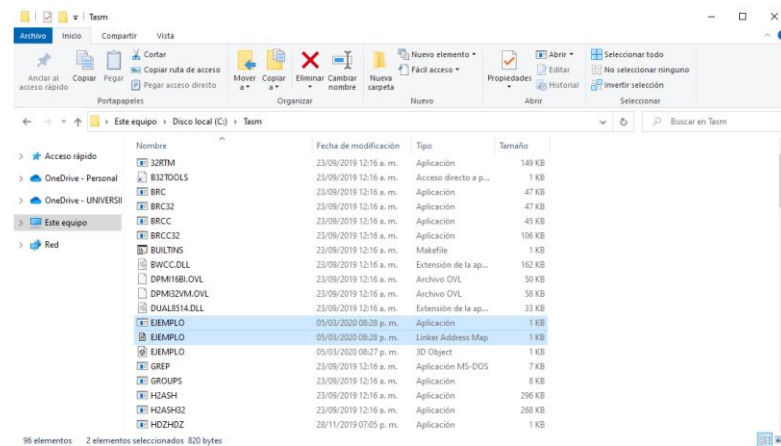 Tasm
Archivo Inicio Compartir Vista
Anclar al acceso rápido
Copiar
Pegar
Cortar
Copiar ruta de acceso
Pegar acceso directo
Portapapeles
Mover a
Copiar a
Eliminar
Cambiar nombre
Organizar
Nueva carpeta
Nuevo elemento
Fácil acceso
Nuevo
Propiedades
Abrir
Editar
Historial
Abrir
Seleccionar todo
No seleccionar ninguno
Invertir selección
Seleccionar
Este equipo > Disco local (C:) > Tasm
Buscar en Tasm
Acceso rápido
OneDrive - Personal
OneDrive - UNIVERSII
Este equipo
Red
Nombre Fecha de modificación Tipo Tamaño
32RTM 23/09/2019 12:16 a. m. Aplicación 149 KB
B32TOOLS 23/09/2019 12:16 a. m. Acceso directo a p... 1 KB
BRC 23/09/2019 12:16 a. m. Aplicación 47 KB
BRC32 23/09/2019 12:16 a. m. Aplicación 47 KB
BRCC 23/09/2019 12:16 a. m. Aplicación 45 KB
BRCC32 23/09/2019 12:16 a. m. Aplicación 106 KB
BUILTINS 23/09/2019 12:16 a. m. Makefile 1 KB
BWCC.DLL 23/09/2019 12:16 a. m. Extensión de la ap... 162 KB
DPMI16BI.OVL 23/09/2019 12:16 a. m. Archivo OVL 50 KB
DPMI32VM.OVL 23/09/2019 12:16 a. m. Archivo OVL 58 KB
DUAL8514.DLL 23/09/2019 12:16 a. m. Extensión de la ap... 33 KB
EJEMPLO 05/03/2020 08:28 p. m. Aplicación 1 KB
EJEMPLO 05/03/2020 08:28 p. m. Linker Address Map 1 KB
EJEMPLO 05/03/2020 08:27 p. m. 3D Object 1 KB
GREP 23/09/2019 12:16 a. m. Aplicación MS-DOS 7 KB
GROUPS 23/09/2019 12:16 a. m. Aplicación 8 KB
H2ASH 23/09/2019 12:16 a. m. Aplicación 296 KB
H2ASH32 23/09/2019 12:16 a. m. Aplicación 268 KB
HDZHDZ 28/11/2019 07:05 p. m. Aplicación 1 KB
96 elementos 2 elementos seleccionados 820 bytes